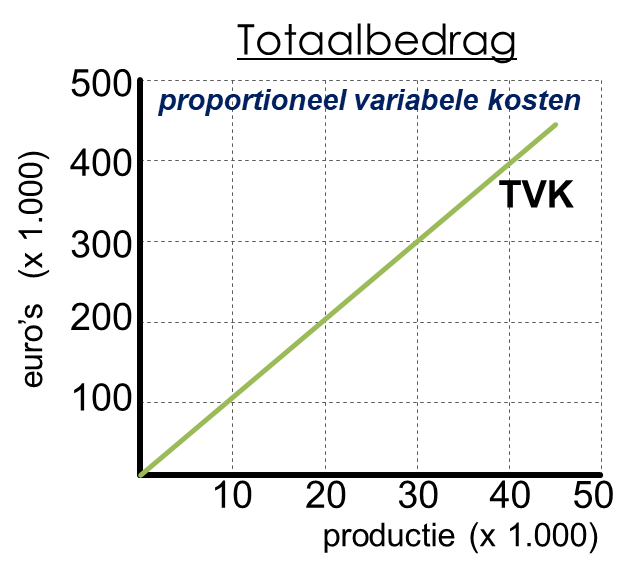 Totaalbedrag
proportioneel variabele kosten
500
400
300
200
100
euro's (x 1.000)
TVK
10 20 30 40 50
productie (x 1.000)